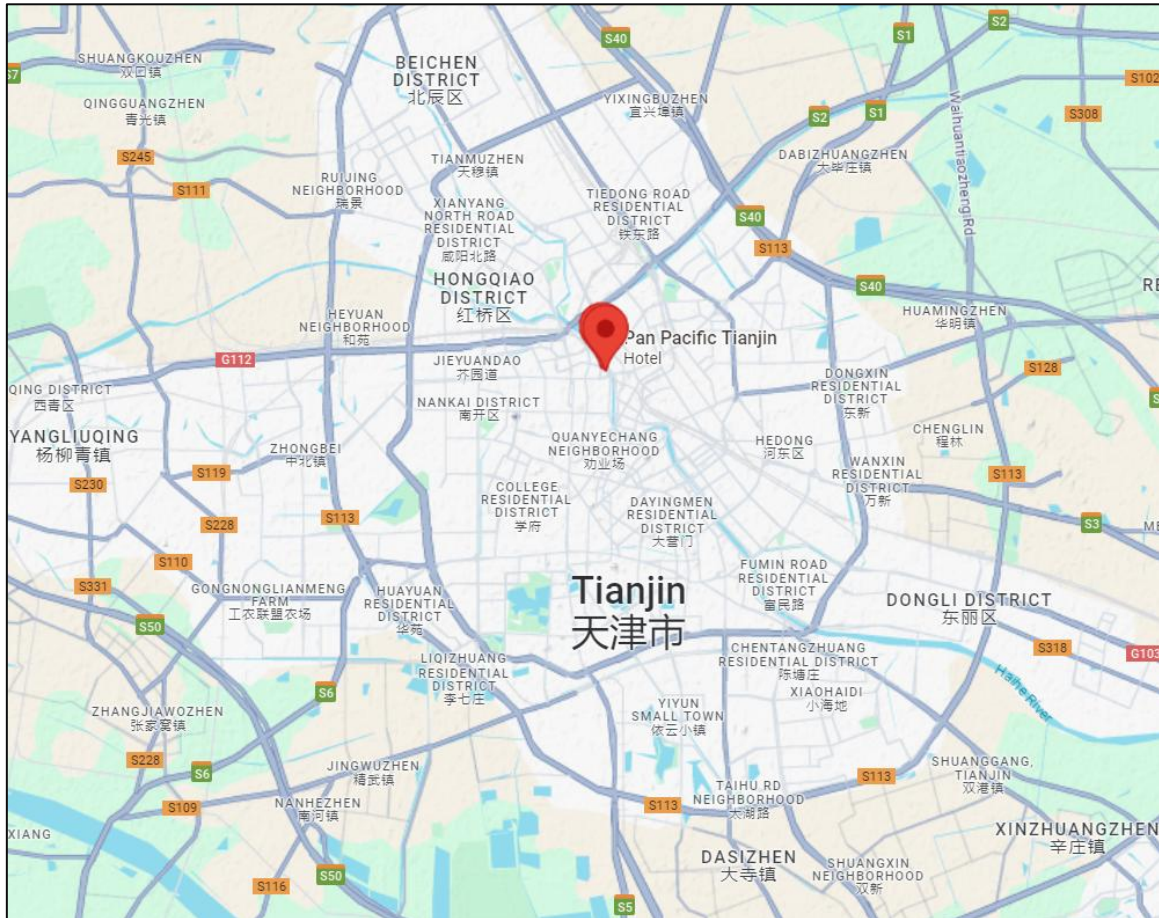 S40
S1
S2
BEICHEN
DISTRICT
北辰区
SHUANGKOUZHEN
双口镇
S7
S102
YIXINGBUZHEN
宜兴埠镇
QINGGUANGZHEN
青光镇
S2
S1
S308
Waihuantiaozheng Rd
S245
TIANMUZHEN
天穆镇
DABIZHUANGZHEN
大毕庄镇
RUIJING
NEIGHBORHOOD
瑞景
S111
XIANYANG
NORTH ROAD
RESIDENTIAL
DISTRICT
咸阳北路
TIEDONG ROAD
RESIDENTIAL
DISTRICT
铁东路
S40
S113
HONGQIAO
DISTRICT
红桥区
S40
RE
HEYUAN
NEIGHBORHOOD
和苑
HUAMINGZHEN
华明镇
Pan Pacific Tianjin
Hotel
G112
JIEYUANDAO
芥园道
S128
QING DISTRICT
西青区
NANKAI DISTRICT
南开区
DONGXIN
RESIDENTIAL
DISTRICT
东新
YANGLIUQING
杨柳青镇
ZHONGBEI
中北镇
QUANYECHANG
NEIGHBORHOOD
劝业场
HEDONG
河东区
CHENGLIN
程林
S119
S230
WANXIN
RESIDENTIAL
DISTRICT
万新
S113
COLLEGE
RESIDENTIAL
DISTRICT
学府
DAYINGMEN
RESIDENTIAL
DISTRICT
大营门
S228
S113
S3
ME
S110
S331
GONGNONGLIANMENG
FARM
工农联盟农场
HUAYUAN
RESIDENTIAL
DISTRICT
华苑
Tianjin
天津市
FUMIN ROAD
RESIDENTIAL
DISTRICT
富民路
DONGLI DISTRICT
东丽区
S50
CHENTANGZHUANG
RESIDENTIAL DISTRICT
陈塘庄
S318
G103
LIQIZHUANG
RESIDENTIAL
DISTRICT
李七庄
S6
XIAOHAIDI
小海地
Haihe River
ZHANGJIAWOZHEN
张家窝镇
YIYUN
SMALL TOWN
依云小镇
S228
S6
JINGWUZHEN
精武镇
SHUANGGANG,
TIANJIN
双港镇
S113
TAIHU RD
NEIGHBORHOOD
太湖路
S109
NANHEZHEN
南河镇
S113
XIANG
XINZHUANGZHEN
辛庄镇
DASIZHEN
大寺镇
SHUANGXIN
NEIGHBORHOOD
双新
S116
S50
S5